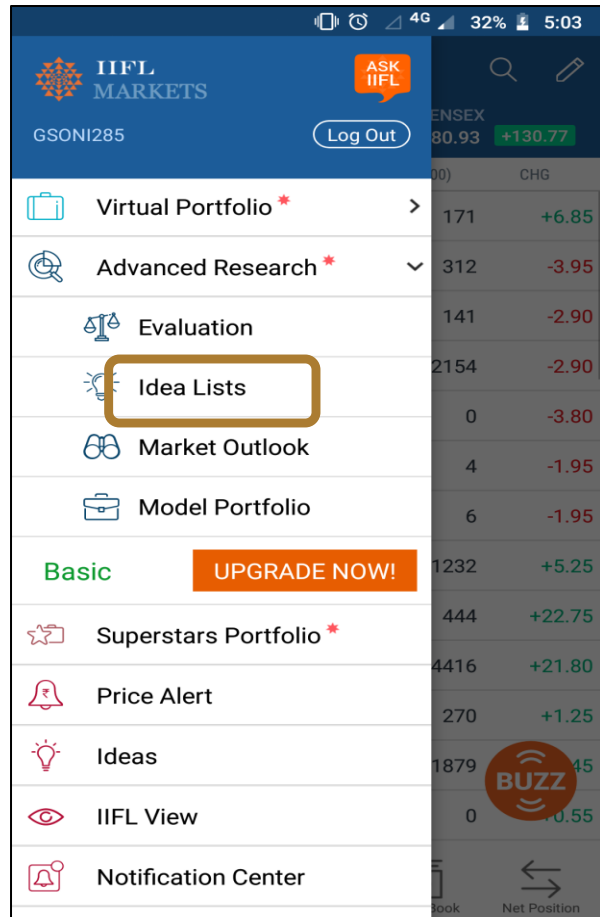 4G 32% 5:03
IIFL
MARKETS
ASK
IIFL
GSONI285
Log Out
ENSEX
80.93 +130.77
00) CHG
Virtual Portfolio *
171 +6.85
Advanced Research *
312 -3.95
Evaluation
141 -2.90
Idea Lists
2154 -2.90
0 -3.80
Market Outlook
4 -1.95
Model Portfolio
6 -1.95
Basic
UPGRADE NOW!
1232 +5.25
Superstars Portfolio *
444 +22.75
4416 +21.80
Price Alert
270 +1.25
Ideas
1879 45
BUZZ
IIFL View
0 0.55
Notification Center
Book Net Position